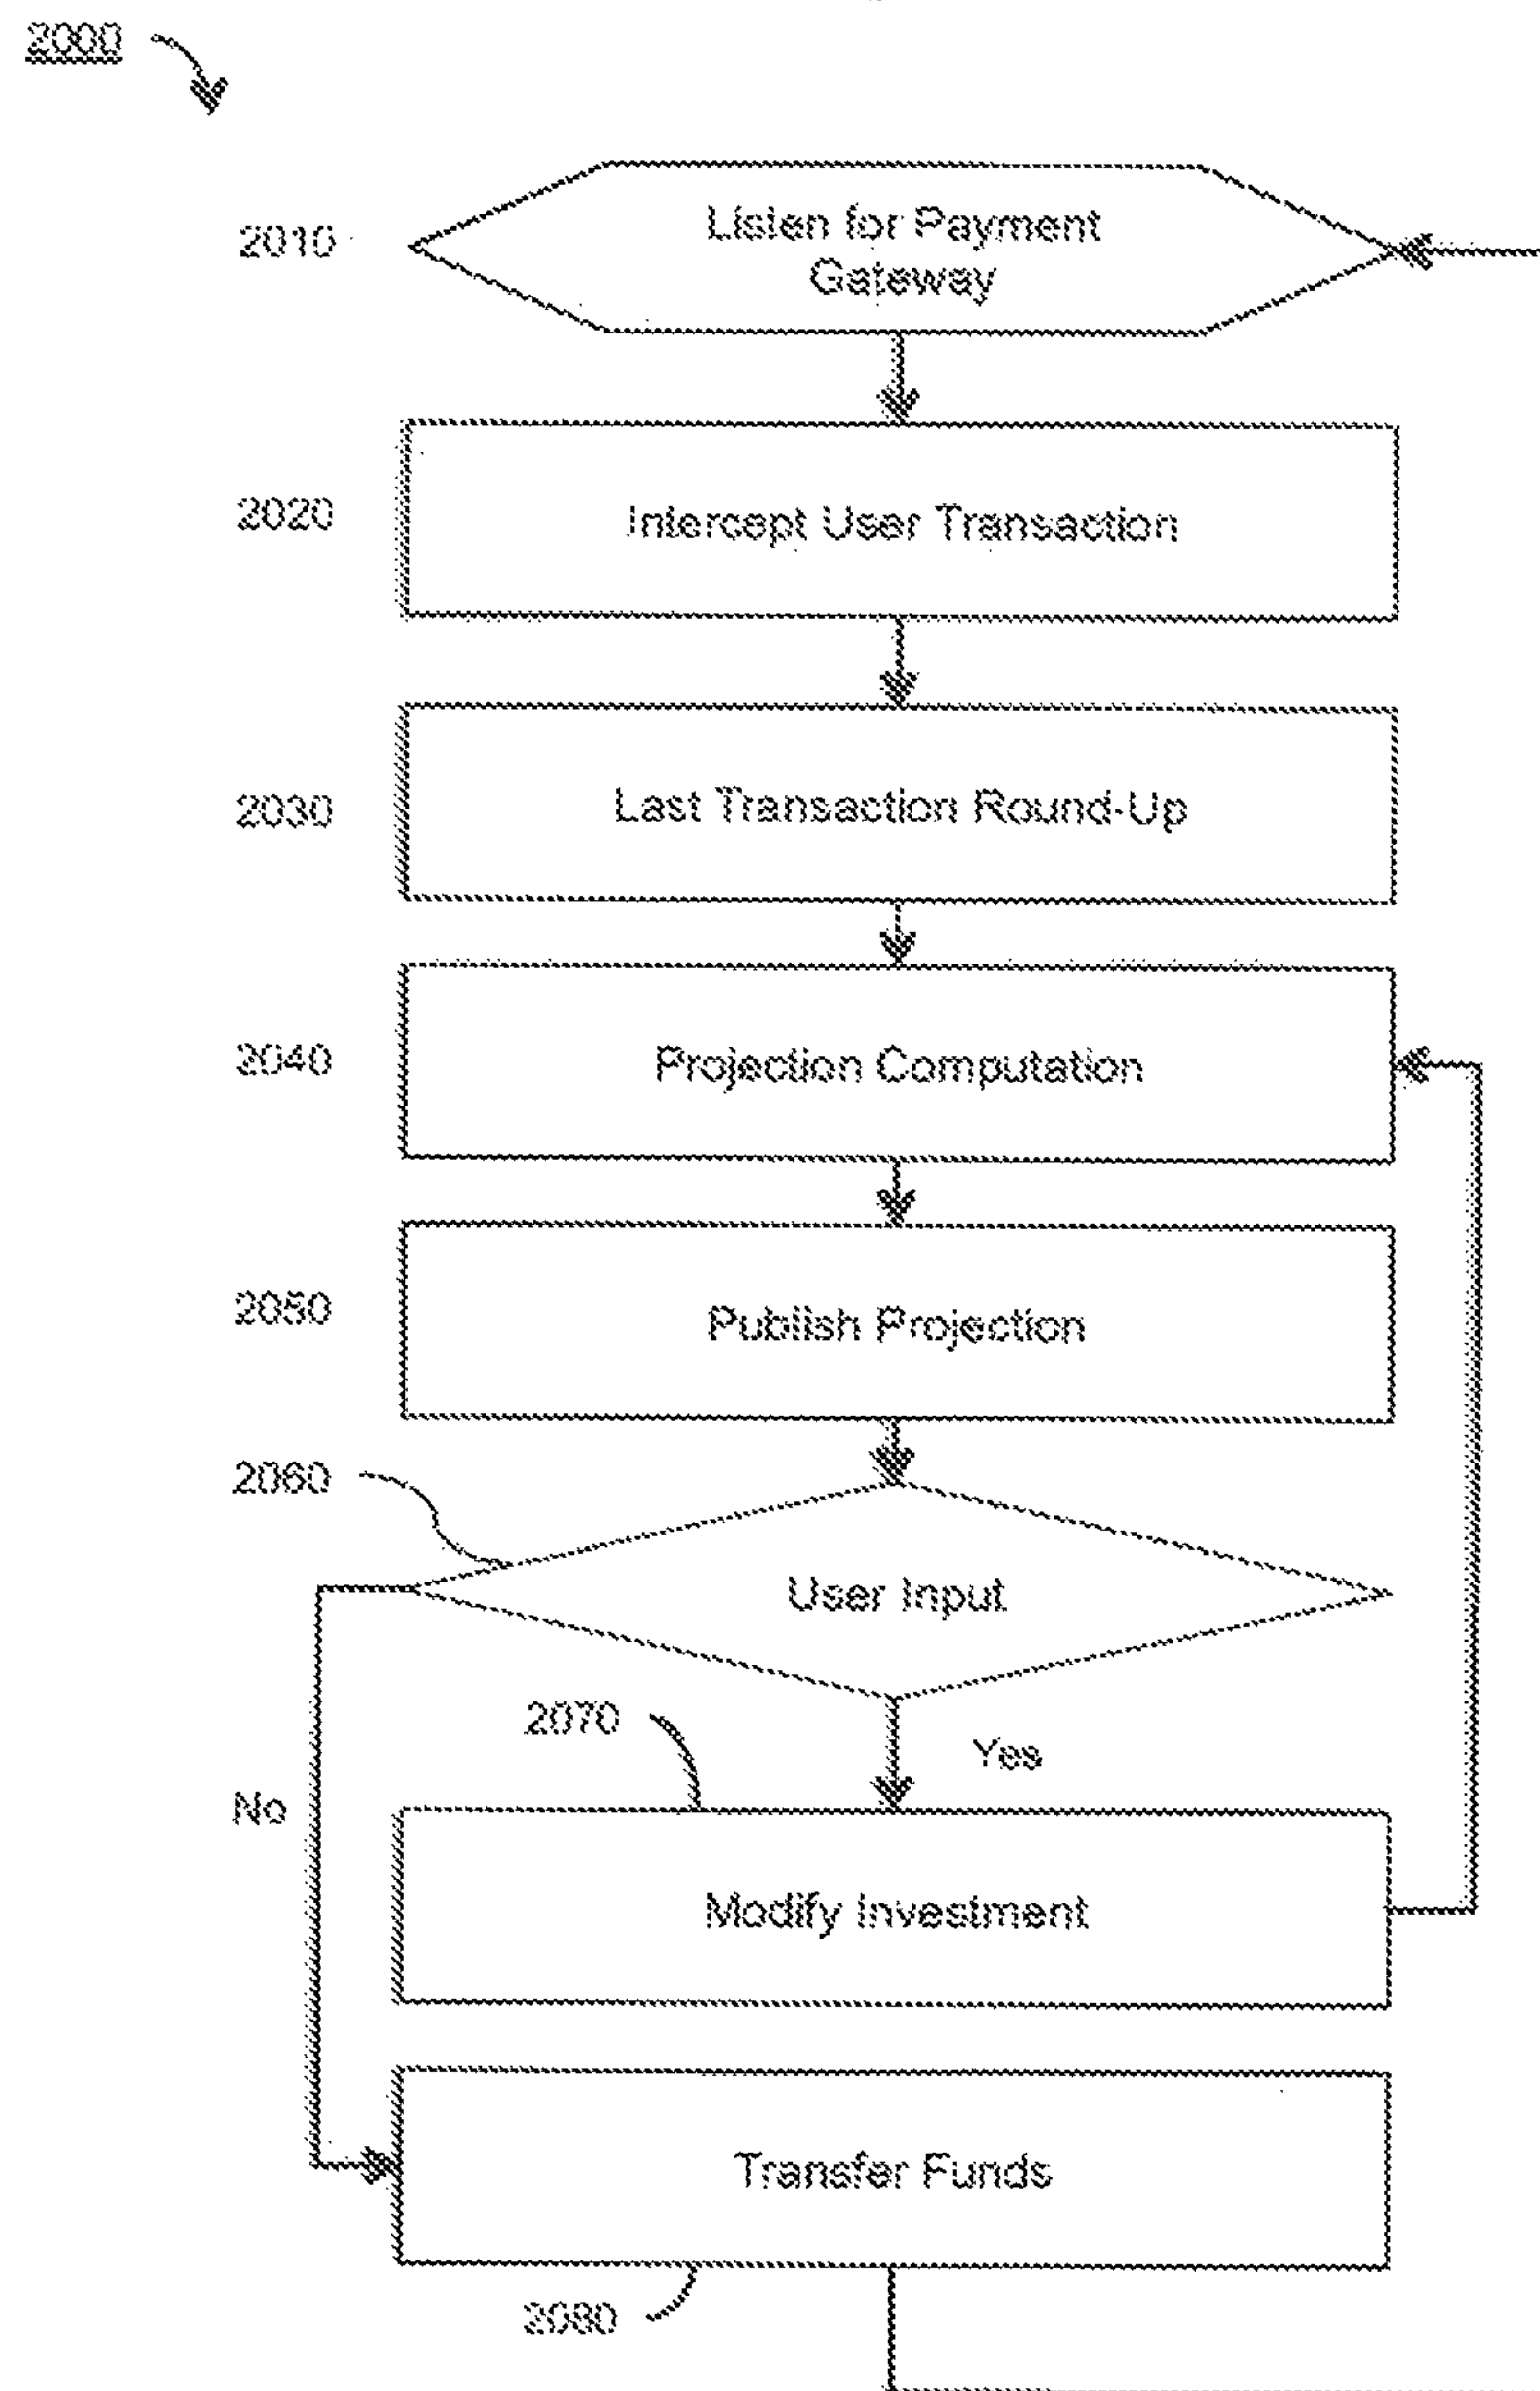 2000
2010
Listen for Payment
Gateway
2020
Intercept User Transaction
2030
Last Transaction Round-Up
2040
Projection Computation
2050
Publish Projection
2060
User Input
2070
Yes
No
Modify Investment
Transfer Funds
2080